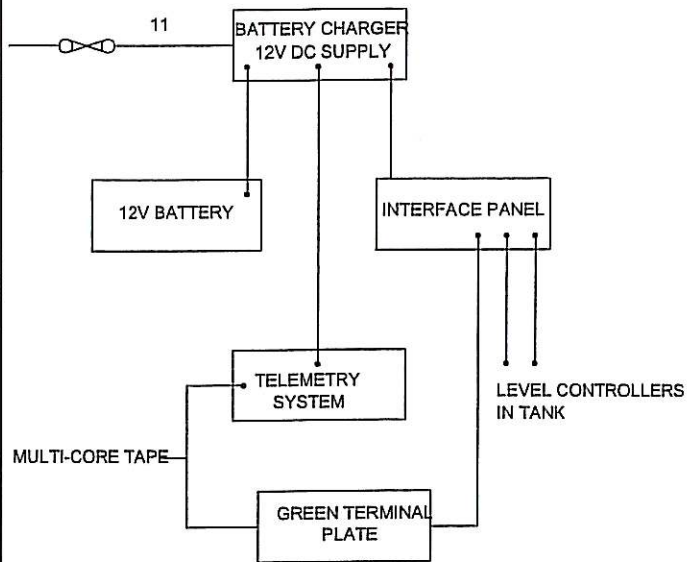 11
BATTERY CHARGER
12V DC SUPPLY
12V BATTERY
INTERFACE PANEL
TELEMETRY
SYSTEM
LEVEL CONTROLLERS
IN TANK
MULTI-CORE TAPE
GREEN TERMINAL
PLATE